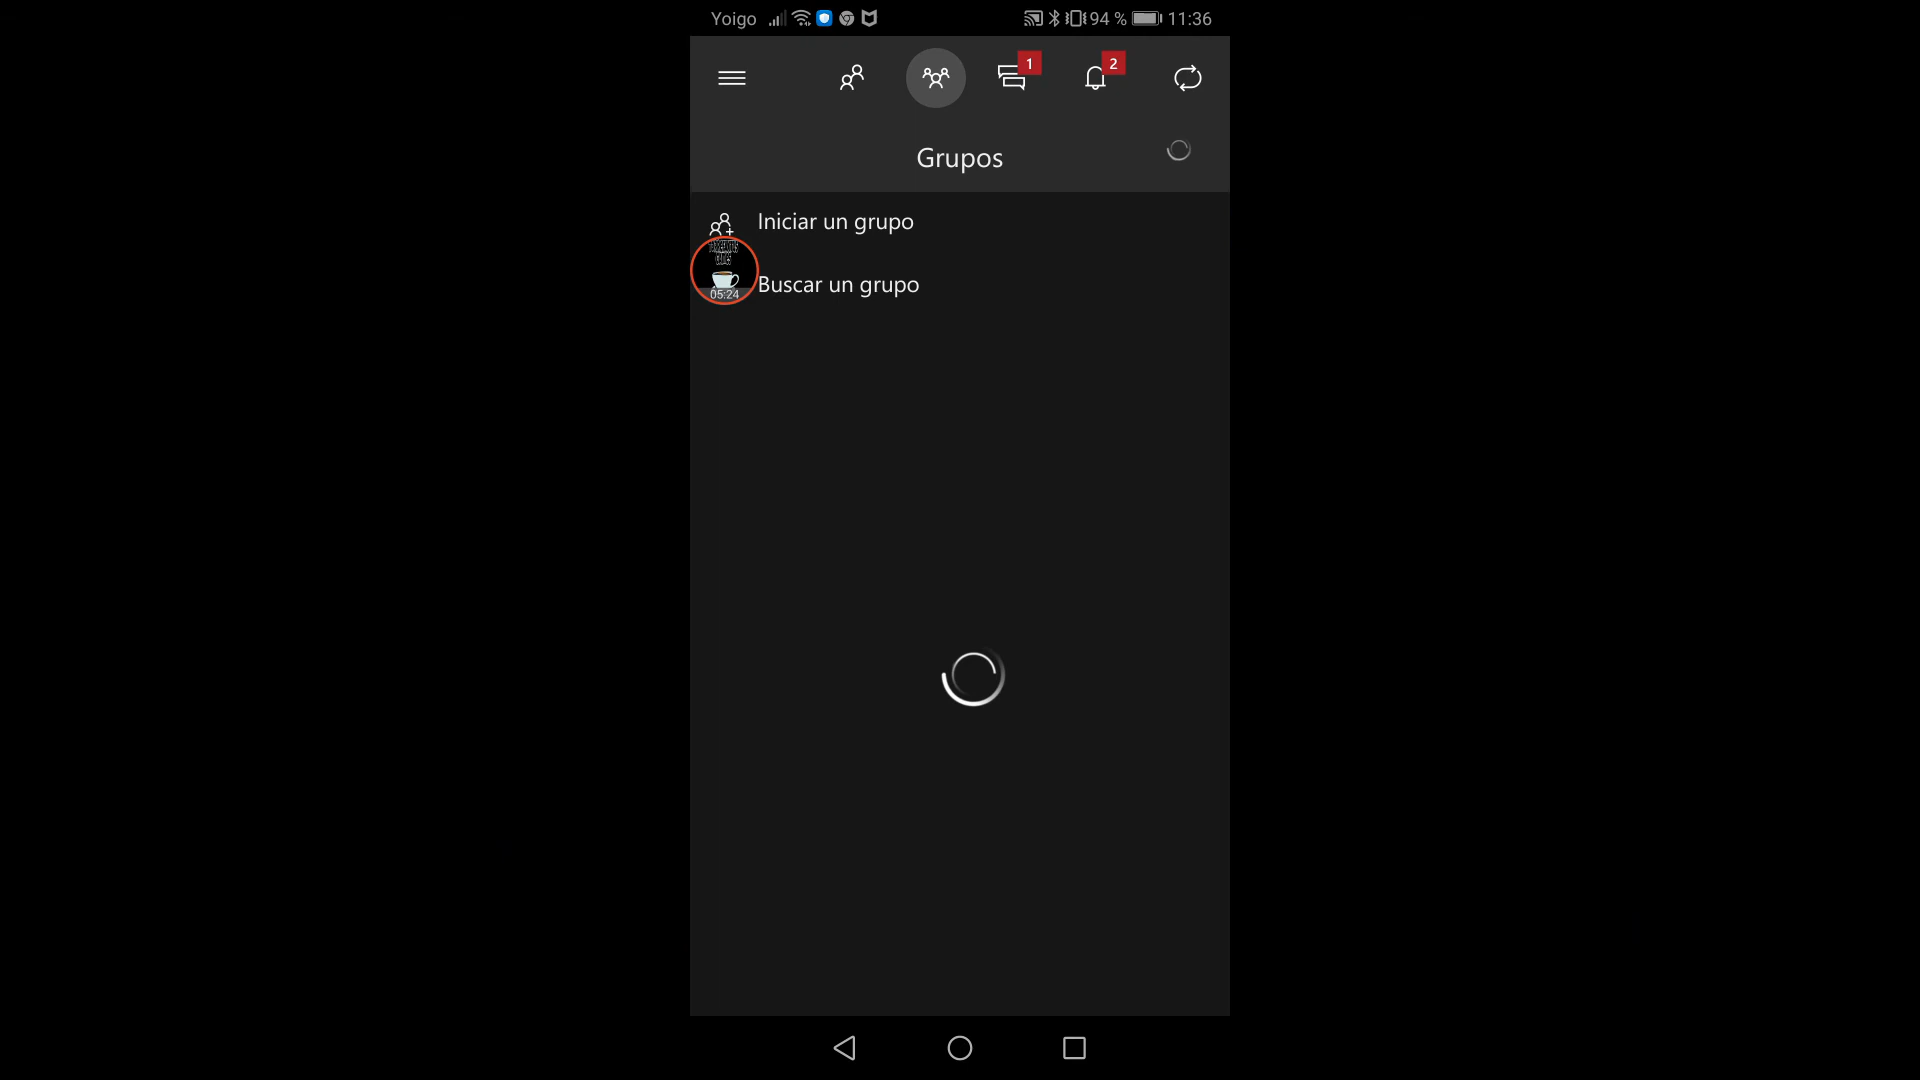 Yoigo 94 % 11:36
1
2
Grupos
Iniciar un grupo
05:24
Buscar un grupo